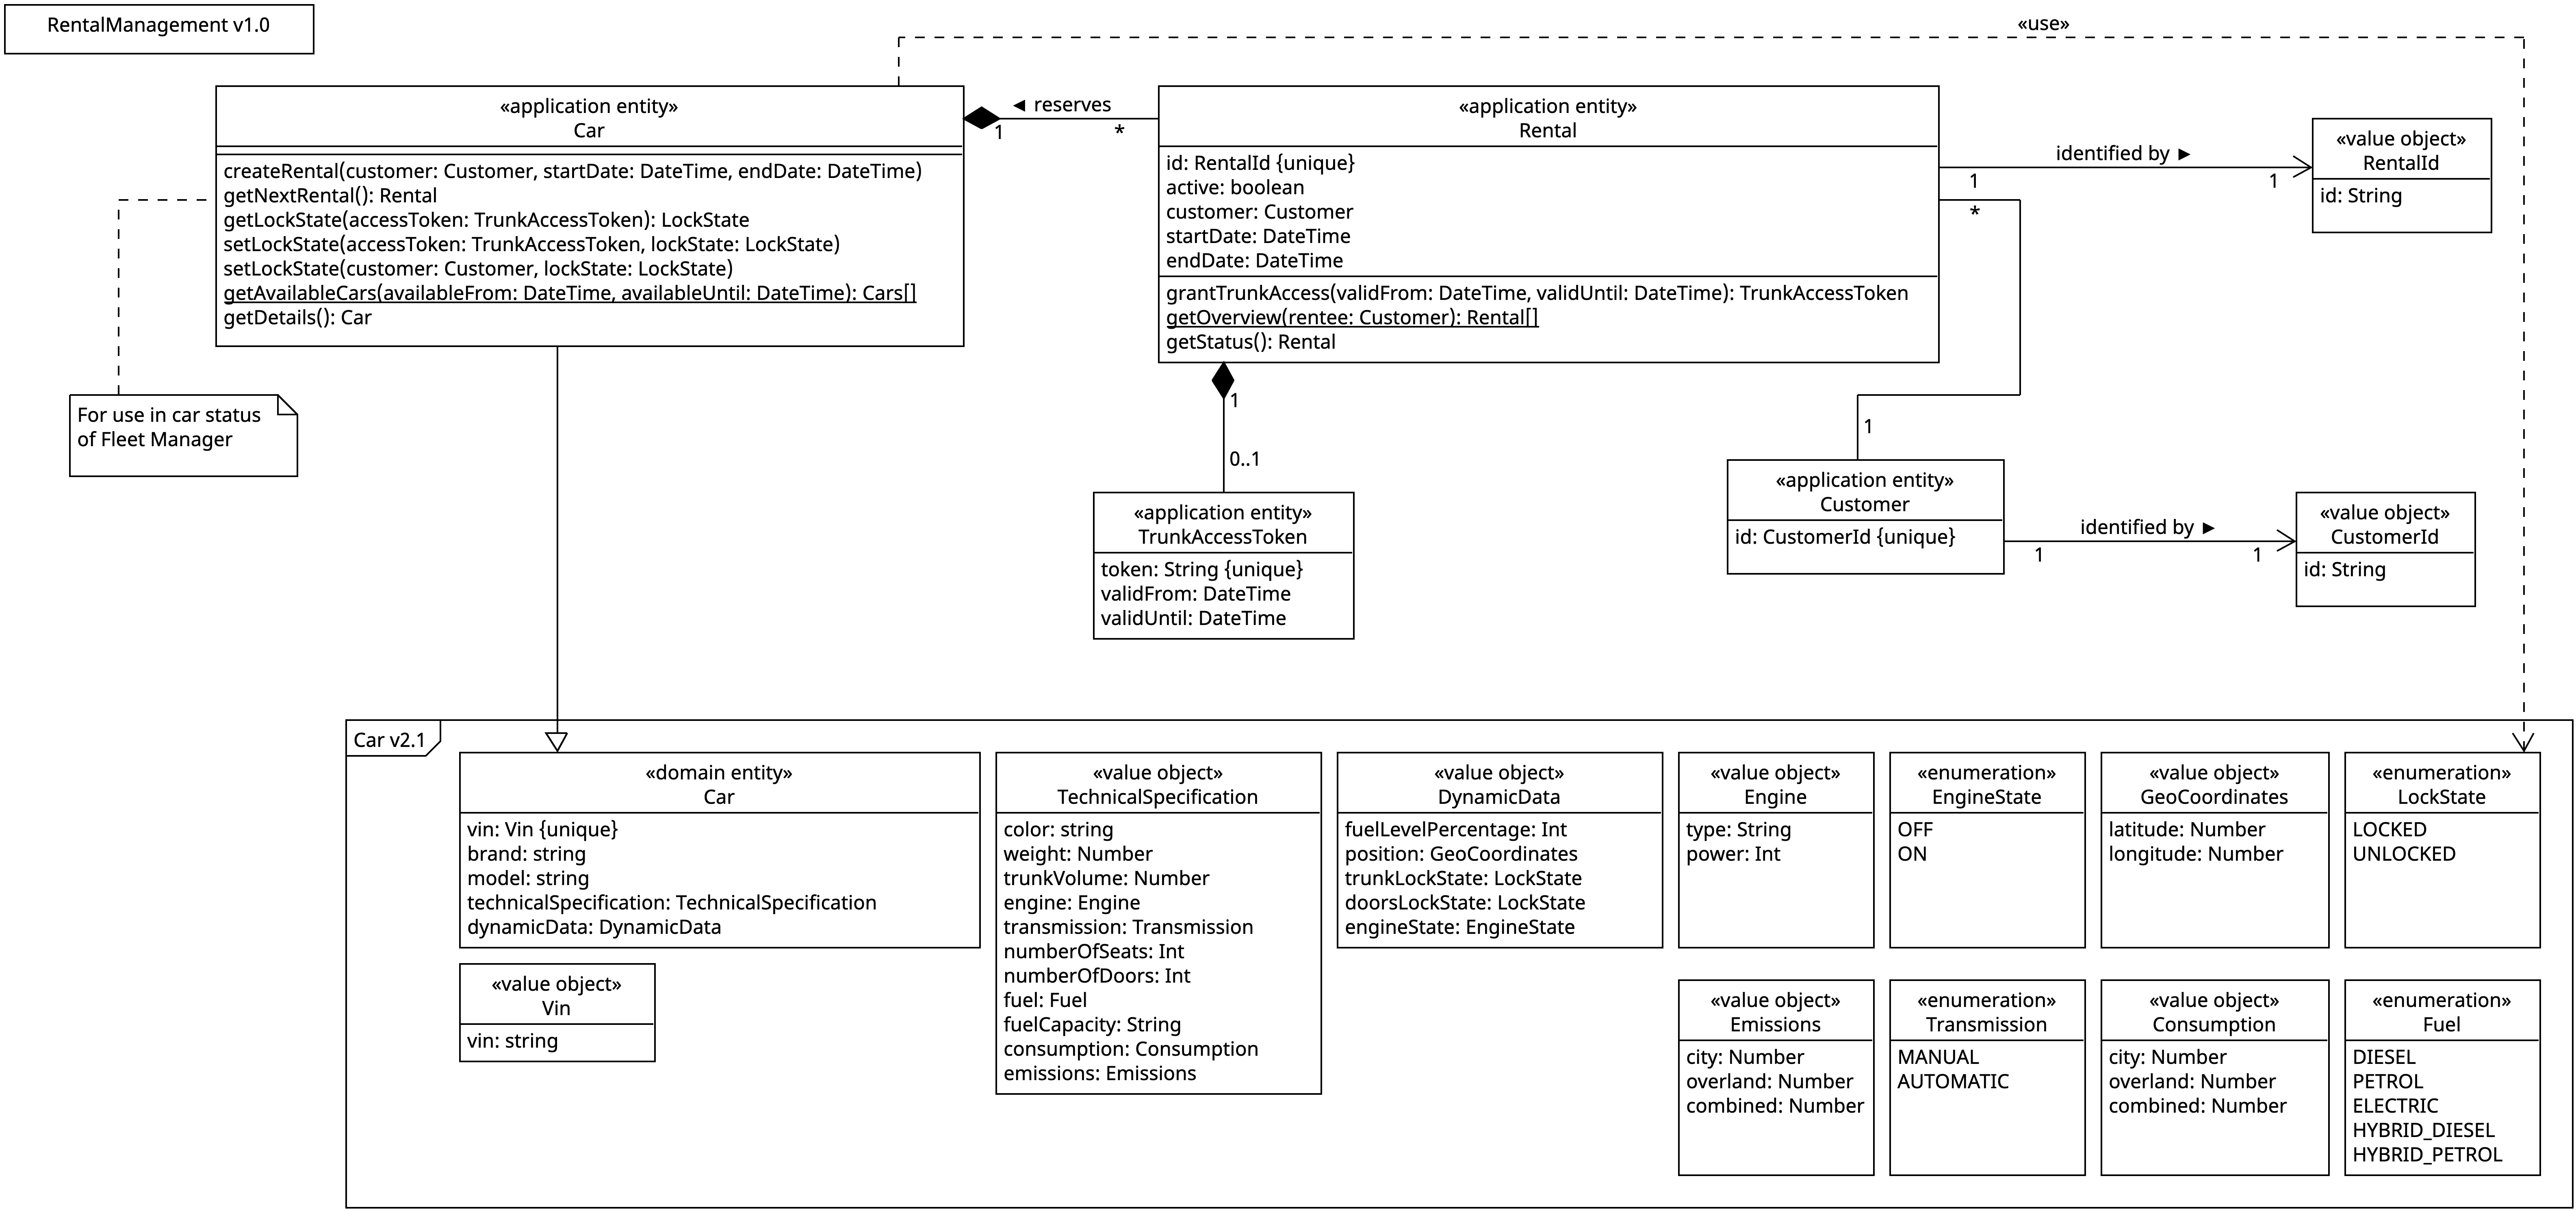 RentalManagement v1.0
«use»
«application entity»
Car
createRental(customer: Customer, startDate: DateTime, endDate: DateTime)
getNextRental(): Rental
getLockState(accessToken: TrunkAccessToken): LockState
setLockState(accessToken: TrunkAccessToken, lockState: LockState)
setLockState(customer: Customer, lockState: LockState)
getAvailableCars(availableFrom: DateTime, availableUntil: DateTime): Cars[]
getDetails(): Car
◄ reserves
1
*
«application entity»
Rental
id: RentalId {unique}
active: boolean
customer: Customer
startDate: DateTime
endDate: DateTime
grantTrunkAccess(validFrom: DateTime, validUntil: DateTime): TrunkAccessToken
getOverview(rentee: Customer): Rental[]
getStatus(): Rental
identified by ►
1
1
*
«value object»
RentalId
id: String
For use in car status
of Fleet Manager
1
0..1
1
«application entity»
TrunkAccessToken
token: String {unique}
validFrom: DateTime
validUntil: DateTime
«application entity»
Customer
id: CustomerId {unique}
identified by ►
1
1
«value object»
CustomerId
id: String
Car v2.1
«domain entity»
Car
vin: Vin {unique}
brand: string
model: string
technicalSpecification: TechnicalSpecification
dynamicData: DynamicData
«value object»
Vin
vin: string
«value object»
TechnicalSpecification
color: string
weight: Number
trunkVolume: Number
engine: Engine
transmission: Transmission
numberOfSeats: Int
numberOfDoors: Int
fuel: Fuel
fuelCapacity: String
consumption: Consumption
emissions: Emissions
«value object»
DynamicData
fuelLevelPercentage: Int
position: GeoCoordinates
trunkLockState: LockState
doorsLockState: LockState
engineState: EngineState
«value object»
Engine
type: String
power: Int
«enumeration»
EngineState
OFF
ON
«value object»
GeoCoordinates
latitude: Number
longitude: Number
«enumeration»
LockState
LOCKED
UNLOCKED
«value object»
Emissions
city: Number
overland: Number
combined: Number
«enumeration»
Transmission
MANUAL
AUTOMATIC
«value object»
Consumption
city: Number
overland: Number
combined: Number
«enumeration»
Fuel
DIESEL
PETROL
ELECTRIC
HYBRID_DIESEL
HYBRID_PETROL